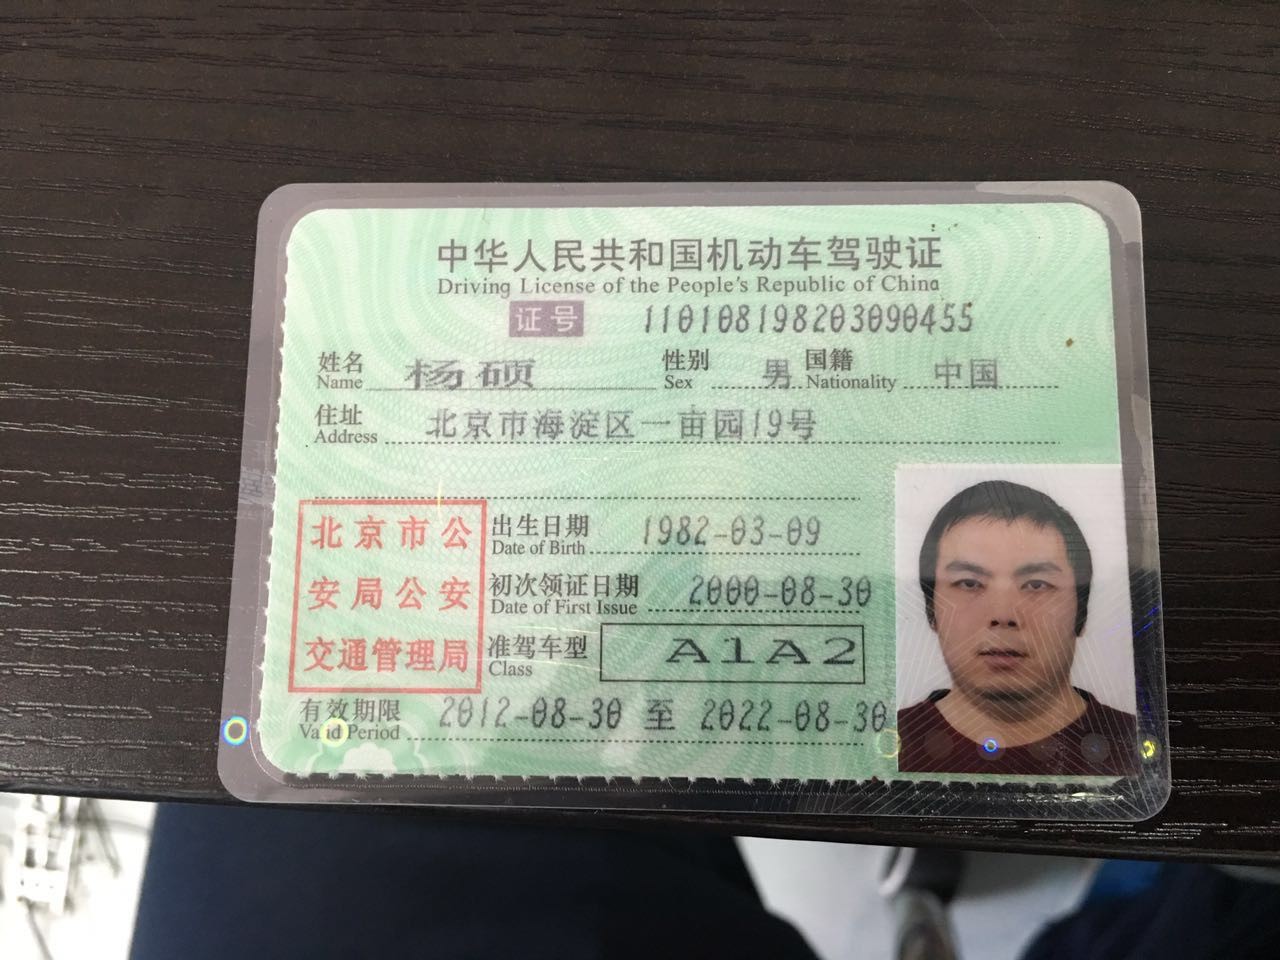 中华人民共和国机动车驾驶证
Driving License of the People's Republic of China
证号 110108198203090455
姓名 杨硕 性别 男 国籍 中国
Name Sex Nationality
住址 北京市海淀区一亩园19号
Address
北京市公
安局公安
交通管理局
出生日期 1982-03-09
Date of Birth
初次领证日期 2000-08-30
Date of First Issue
准驾车型 A1A2
Class
有效期限 2012-08-30 至 2022-08-30
Valid Period